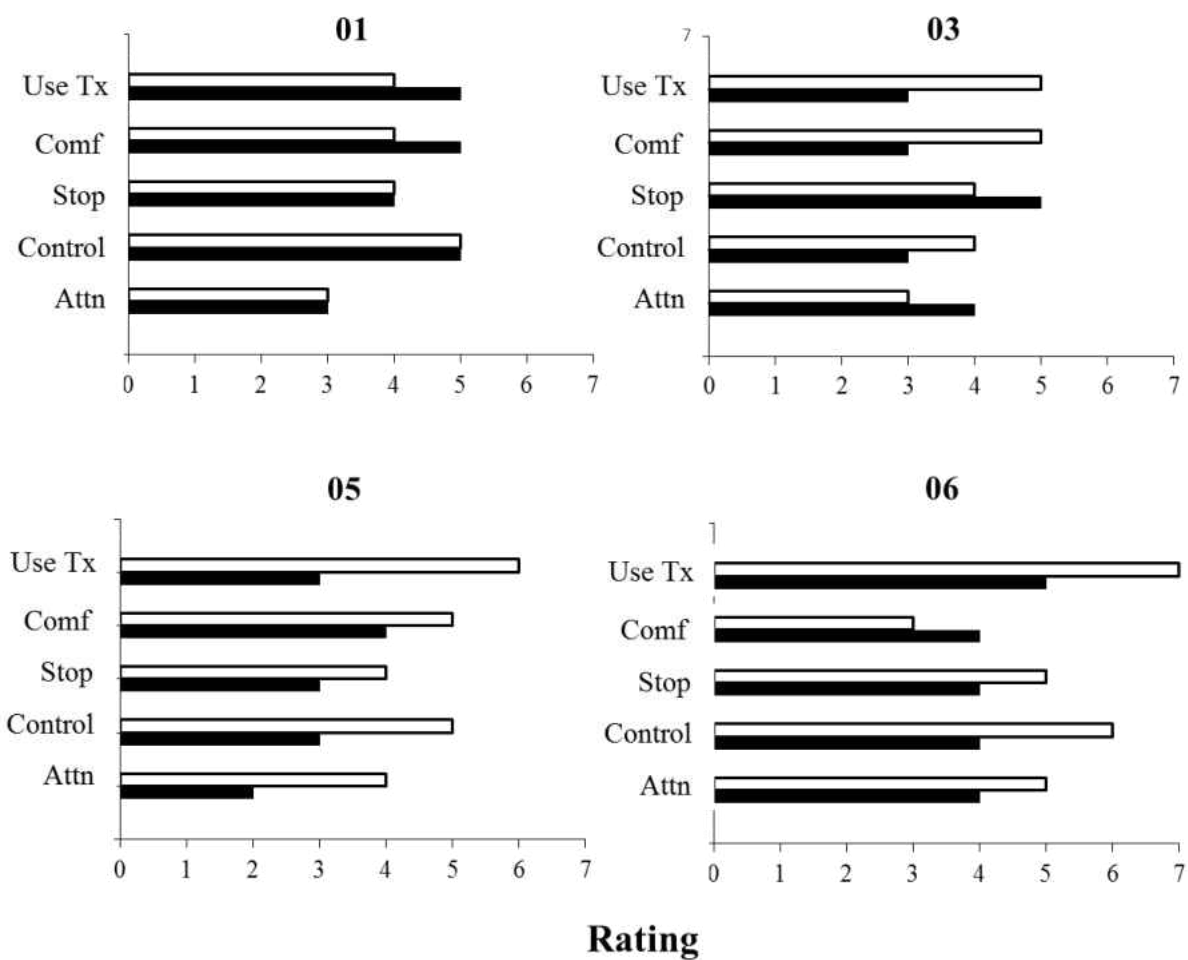 01
Use Tx
Comf
Stop
Control
Attn
0 1 2 3 4 5 6 7
03
7
Use Tx
Comf
Stop
Control
Attn
0 1 2 3 4 5 6 7
05
Use Tx
Comf
Stop
Control
Attn
0 1 2 3 4 5 6 7
06
Use Tx
Comf
Stop
Control
Attn
0 1 2 3 4 5 6 7
Rating